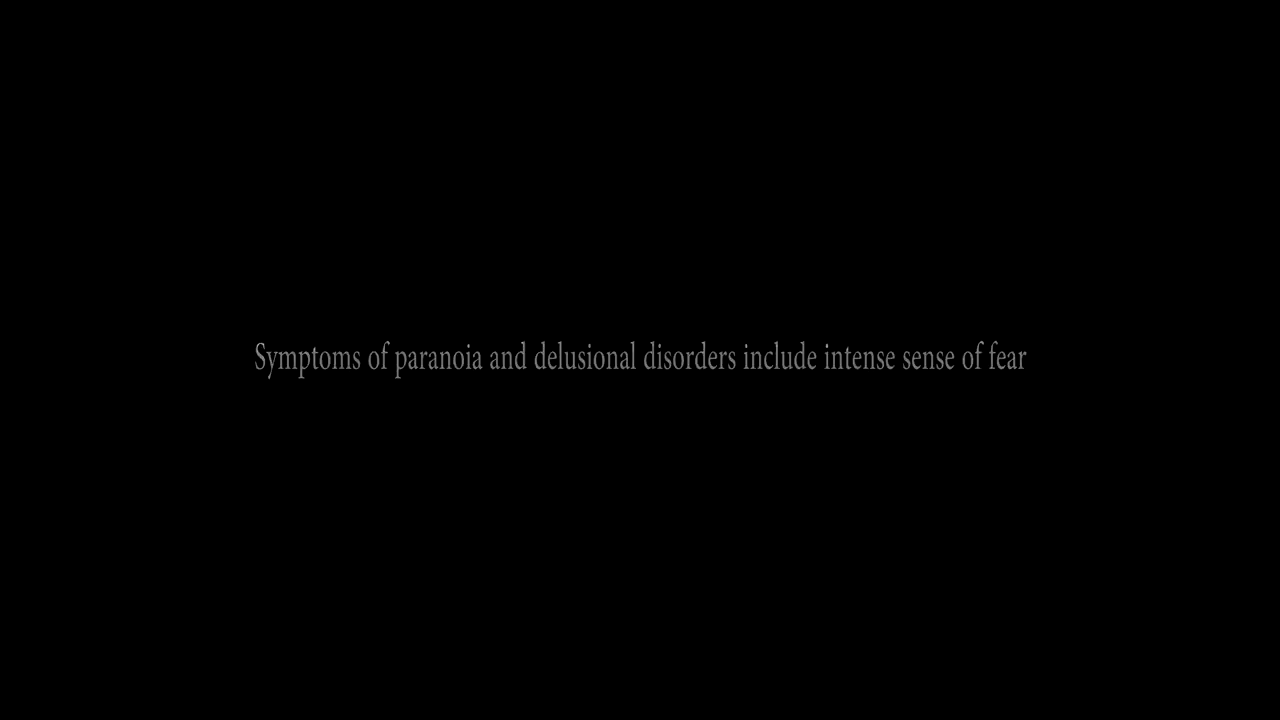 Symptoms of paranoia and delusional disorders include intense sense of fear